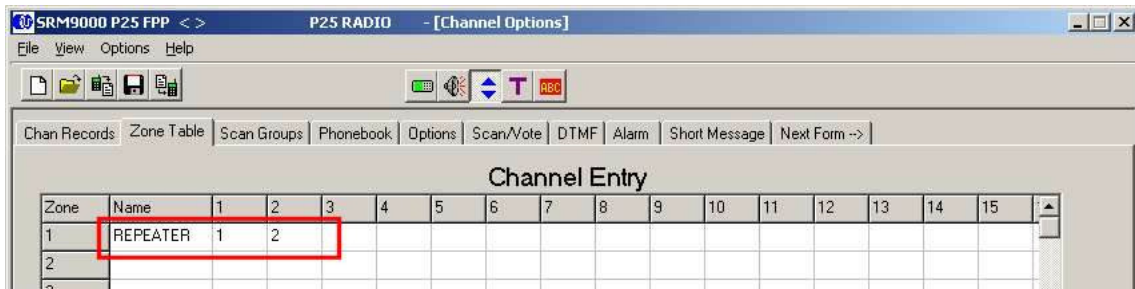 SRM9000 P25 FPP < > P25 RADIO - [Channel Options]
File View Options Help
T ABC
Chan Records Zone Table Scan Groups Phonebook Options Scan/Vote DTMF Alarm Short Message Next Form -->
Channel Entry
Zone Name 1 2 3 4 5 6 7 8 9 10 11 12 13 14 15
1 REPEATER 1 2
2